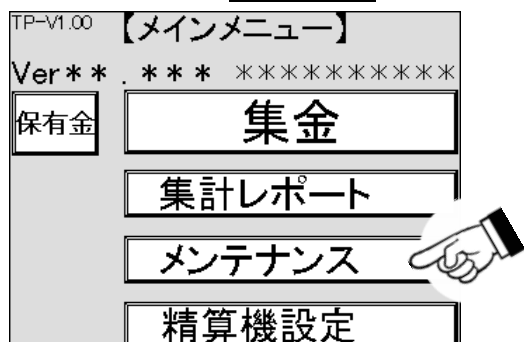 TP-V1.00 【メインメニュー】
Ver** . *** **********
保有金
集金
集計レポート
メンテナンス
精算機設定